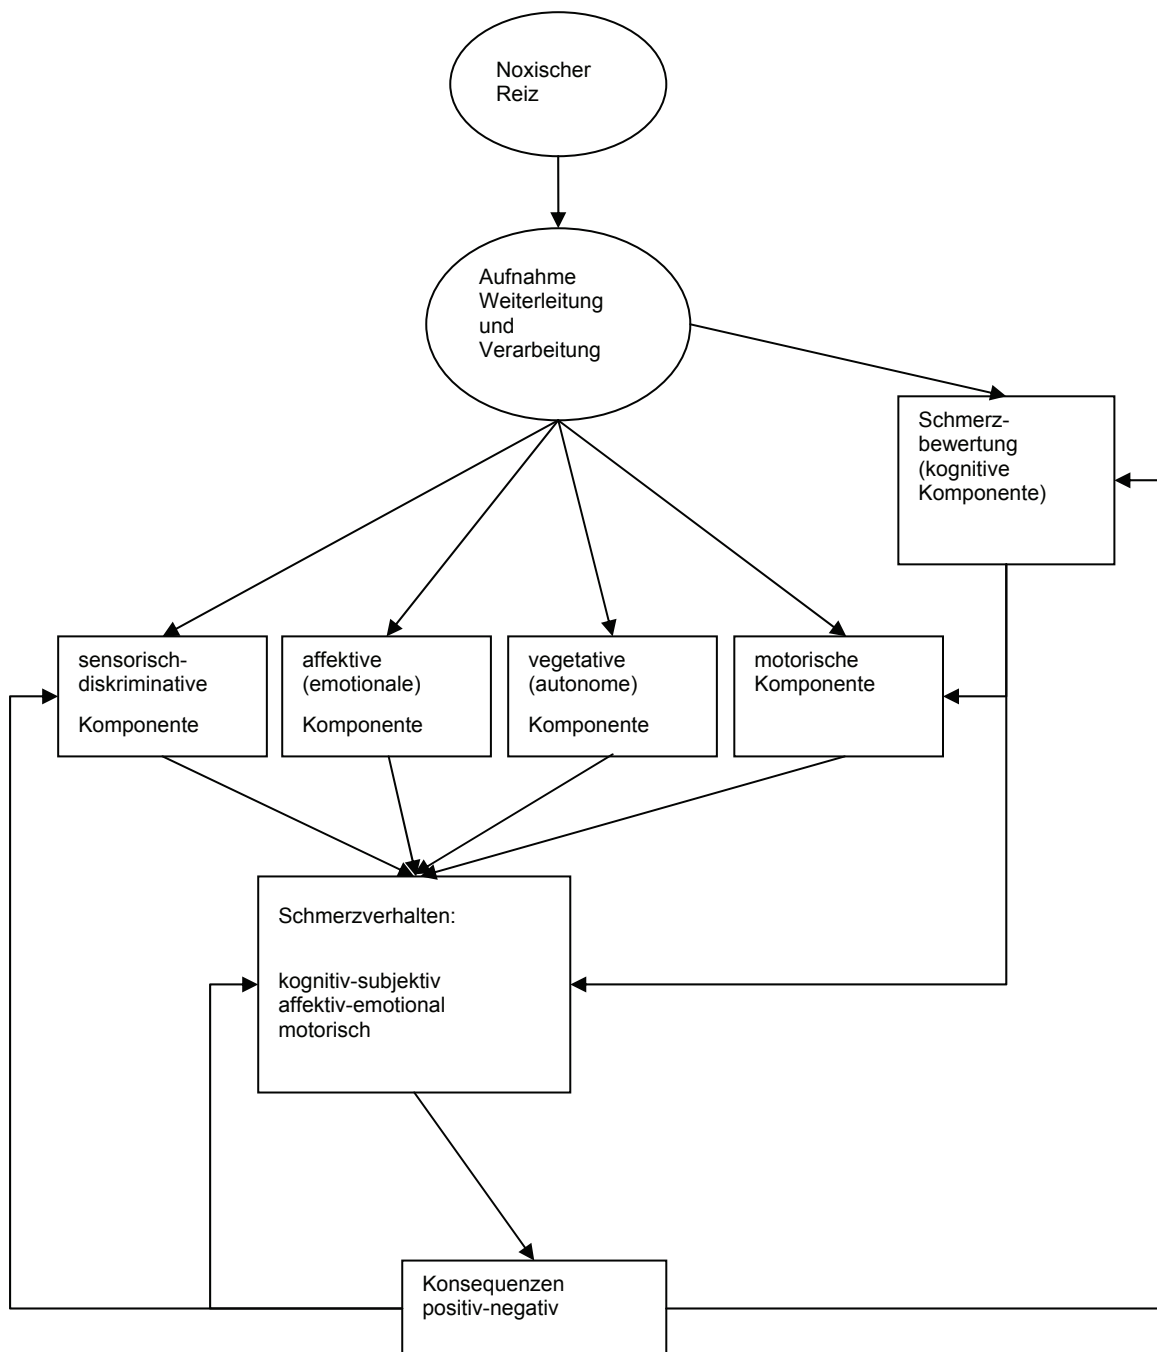 Noxischer
Reiz
Aufnahme
Weiterleitung
und
Verarbeitung
Schmerz-
bewertung
(kognitive
Komponente)
sensorisch-
diskriminative
Komponente
affektive
(emotionale)
Komponente
vegetative
(autonome)
Komponente
motorische
Komponente
Schmerzverhalten:
kognitiv-subjektiv
affektiv-emotional
motorisch
Konsequenzen
positiv-negativ